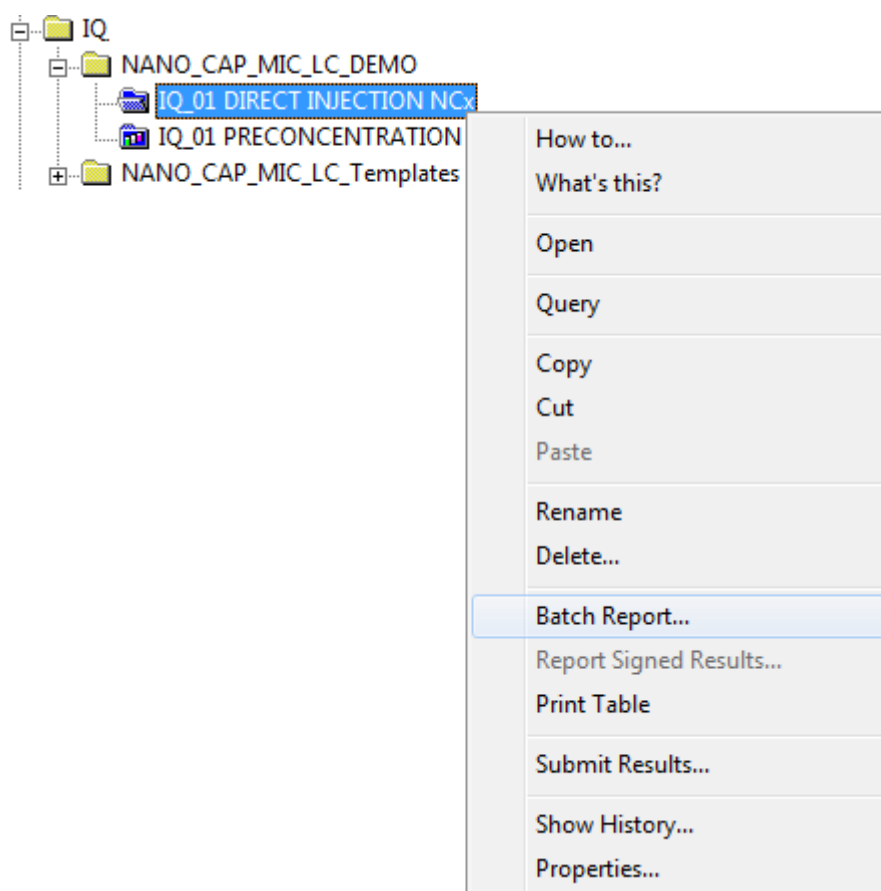 IQ
NANO_CAP_MIC_LC_DEMO
IQ_01 DIRECT INJECTION NCx
IQ_01 PRECONCENTRATION
NANO_CAP_MIC_LC_Templates
How to...
What's this?
Open
Query
Copy
Cut
Paste
Rename
Delete...
Batch Report...
Report Signed Results...
Print Table
Submit Results...
Show History...
Properties...